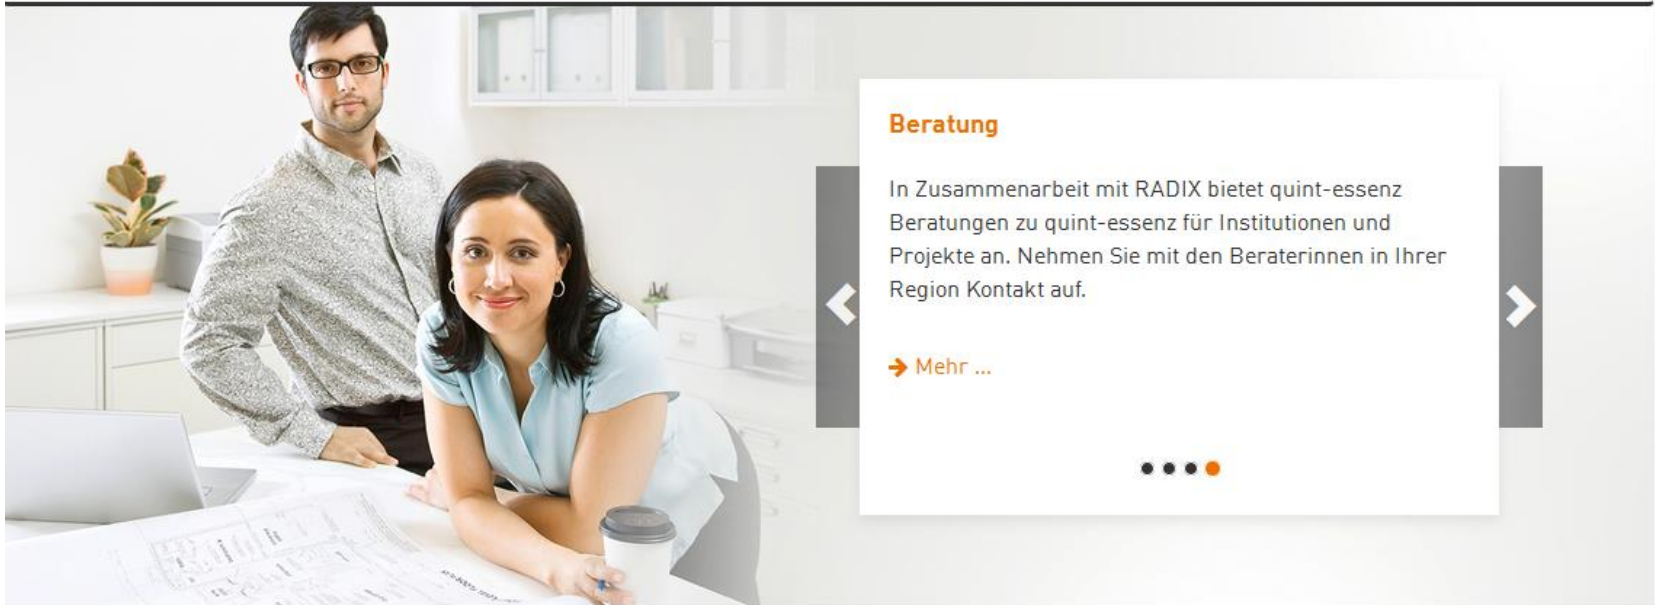 Beratung
In Zusammenarbeit mit RADIX bietet quint-essenz
Beratungen zu quint-essenz für Institutionen und
Projekte an. Nehmen Sie mit den Beraterinnen in Ihrer
Region Kontakt auf.
Mehr ...